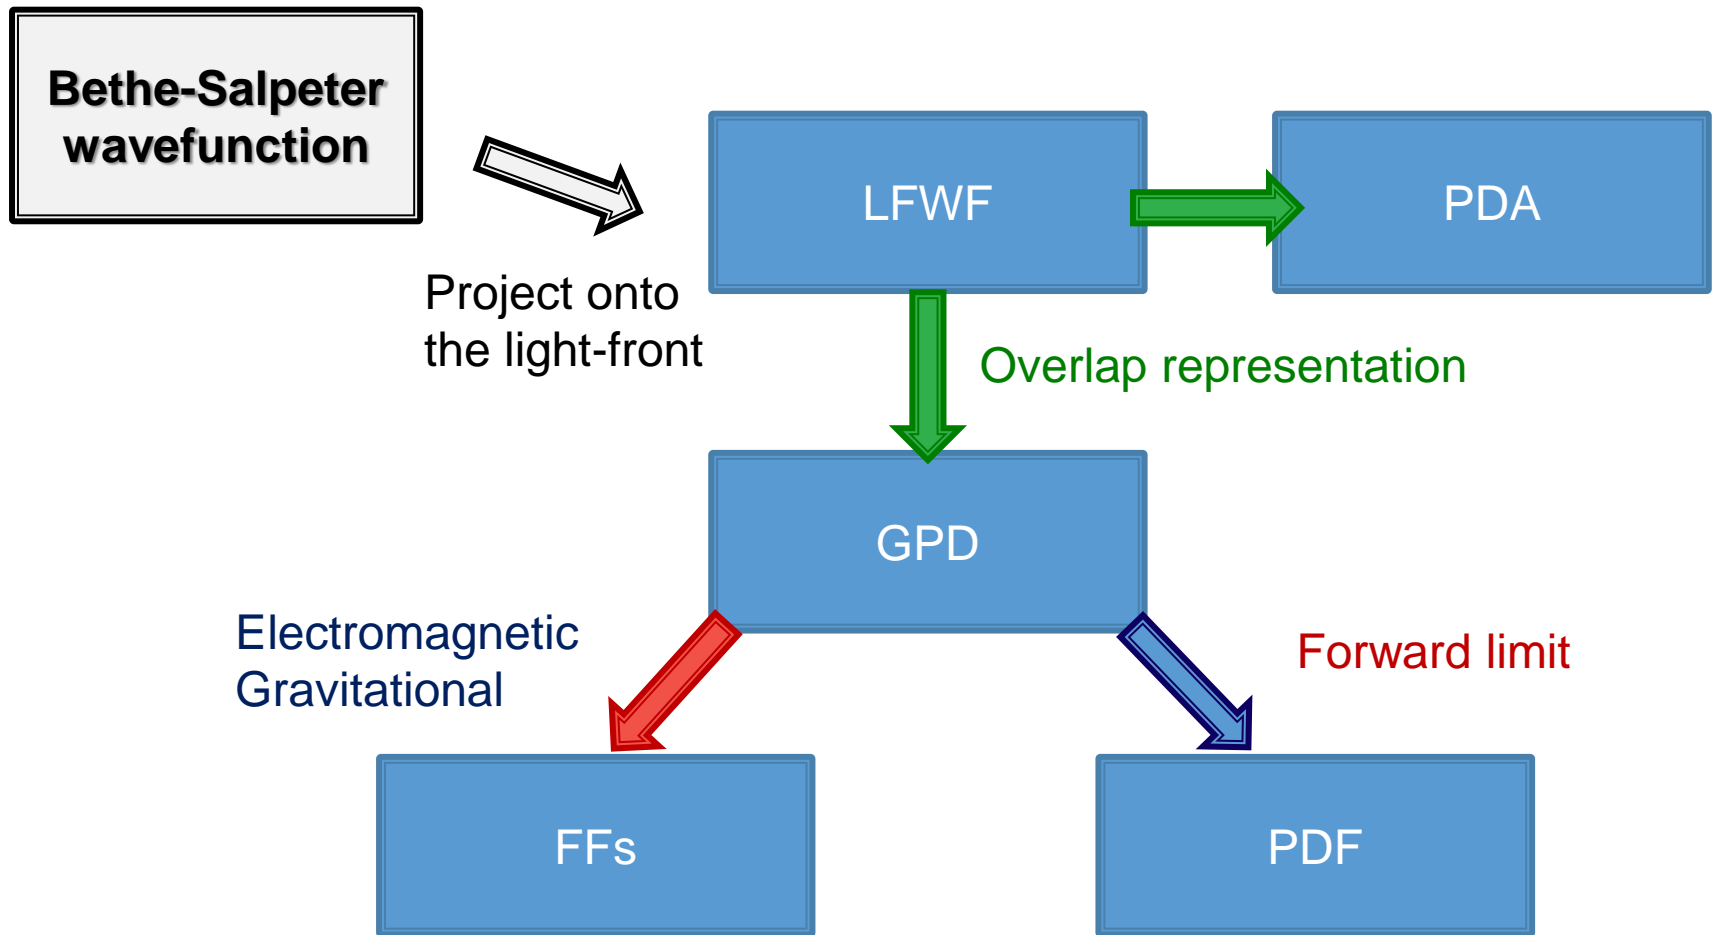 Bethe-Salpeter
wavefunction
LFWF
PDA
Project onto
the light-front
Overlap representation
GPD
Electromagnetic
Gravitational
Forward limit
FFs
PDF